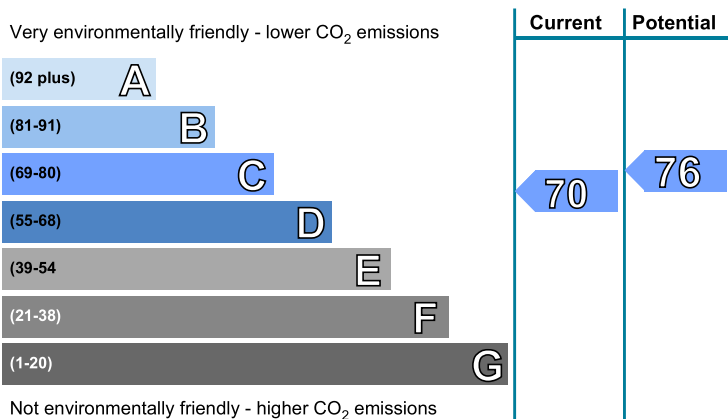 Current Potential
Very environmentally friendly - lower CO2 emissions
(92 plus) A
(81-91) B
(69-80) C
70 76
(55-68) D
(39-54 E
(21-38) F
(1-20) G
Not environmentally friendly - higher CO2 emissions